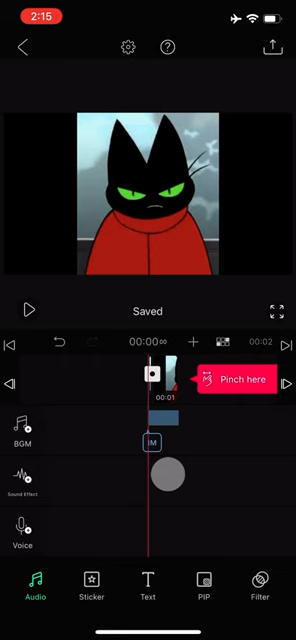 2:15
Saved
00:00
00:02
Pinch here
00:01
BGM
IM
Sound Effect
Voice
Audio
Sticker
Text
PIP
Filter